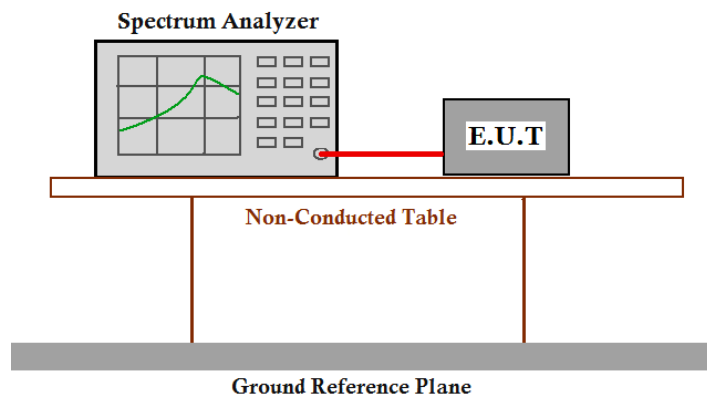 Spectrum Analyzer
E.U.T
Non-Conducted Table
Ground Reference Plane